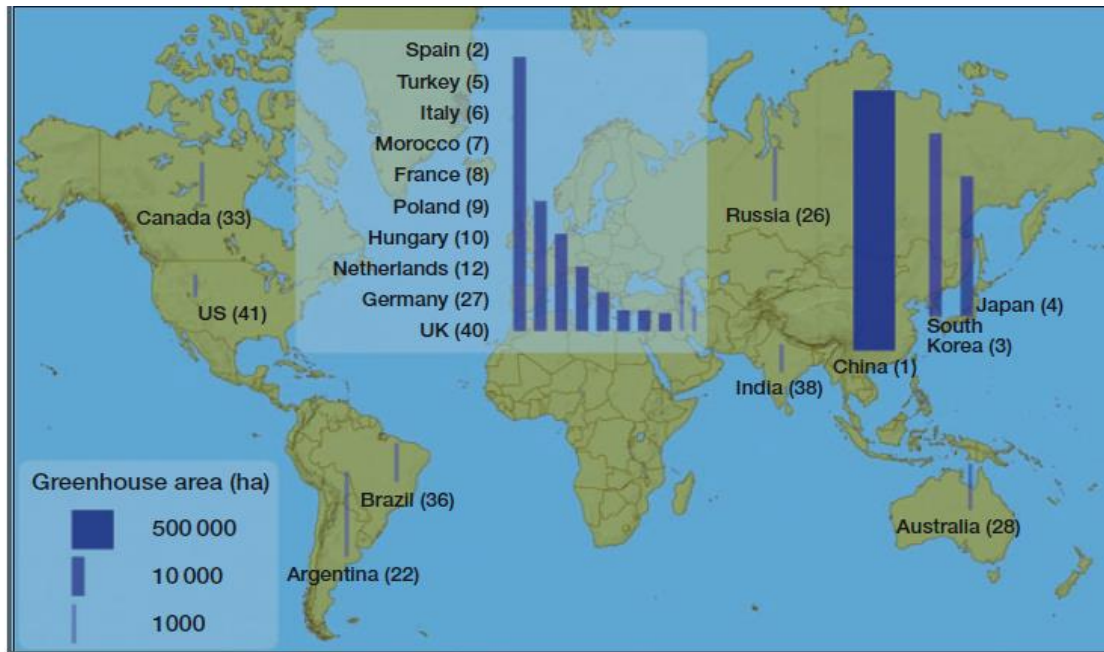 Spain (2)
Turkey (5)
Italy (6)
Morocco (7)
France (8)
Poland (9)
Hungary (10)
Netherlands (12)
Germany (27)
UK (40)
Canada (33)
US (41)
Russia (26)
Japan (4)
South
Korea (3)
China (1)
India (38)
Brazil (36)
Argentina (22)
Australia (28)
Greenhouse area (ha)
500 000
10 000
1000